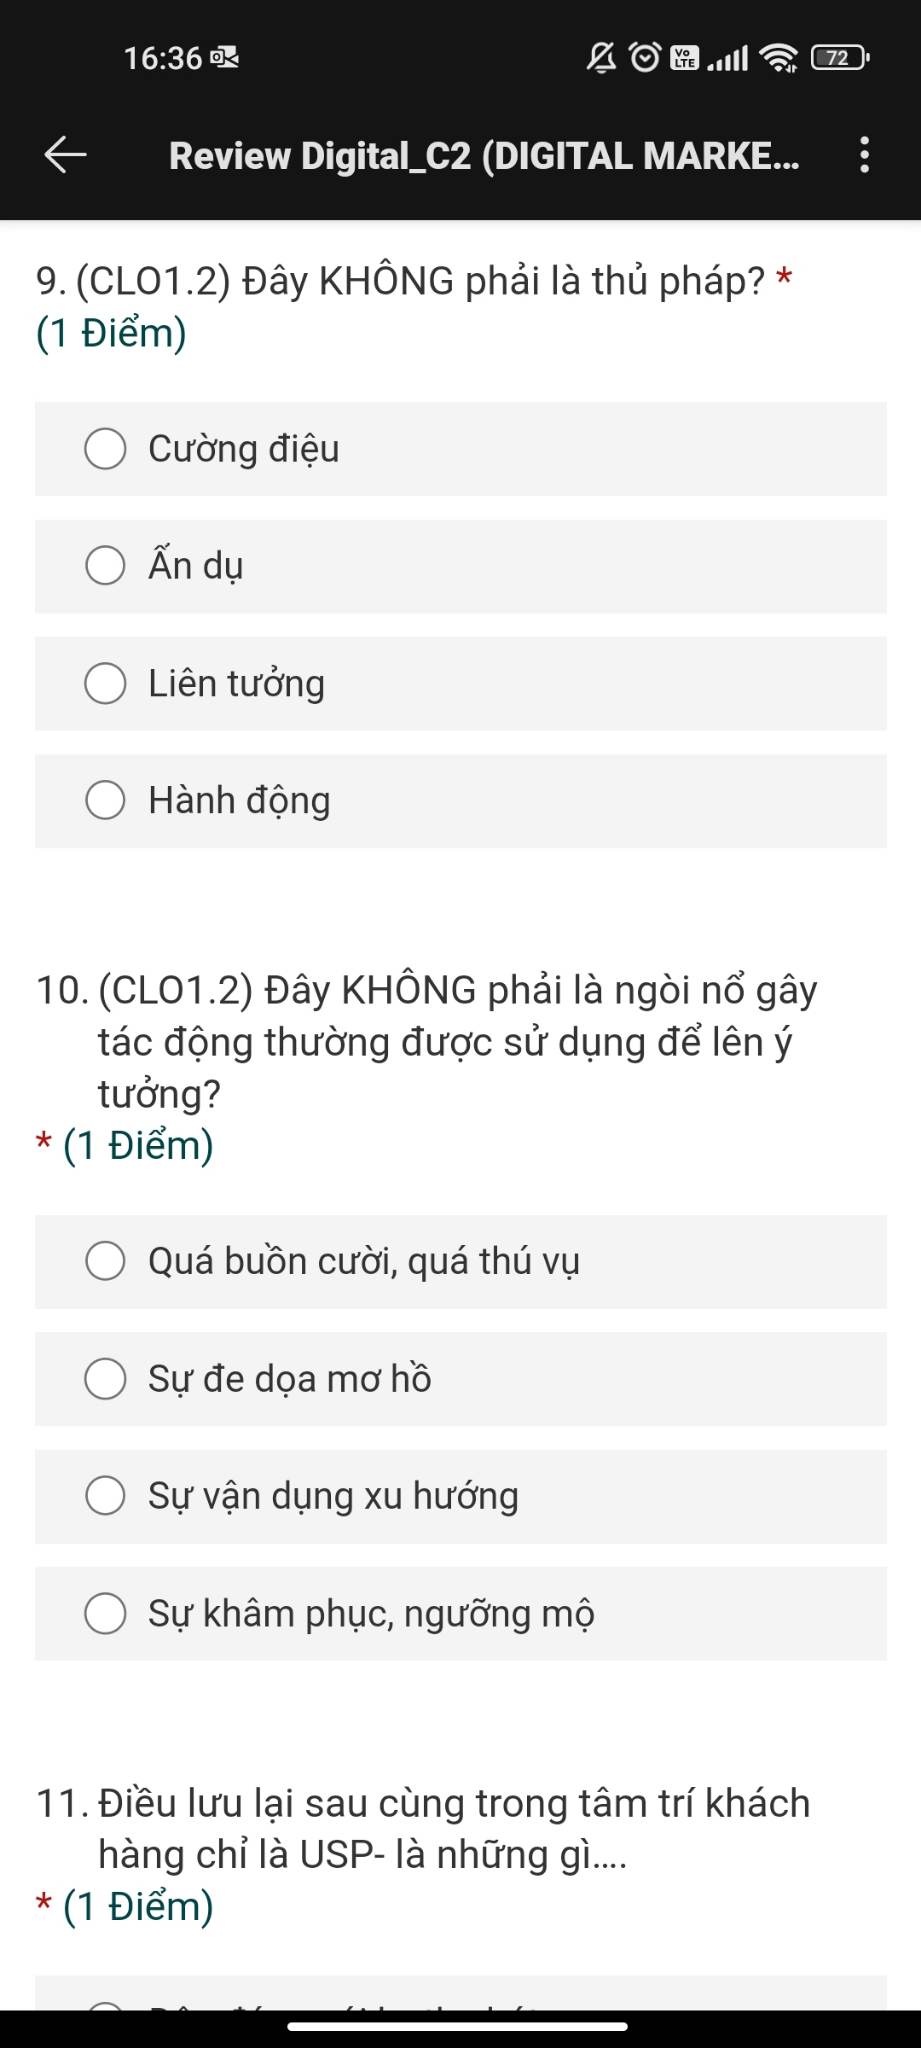 16:36
Vo
LTE
72
Review Digital_C2 (DIGITAL MARKE...
9. (CLO1.2) Đây KHÔNG phải là thủ pháp? *
(1 Điểm)
Cường điệu
Ẩn dụ
Liên tưởng
Hành động
10. (CLO1.2) Đây KHÔNG phải là ngòi nổ gây
tác động thường được sử dụng để lên ý
tưởng?
* (1 Điểm)
Quá buồn cười, quá thú vụ
Sự đe dọa mơ hồ
Sự vận dụng xu hướng
Sự khâm phục, ngưỡng mộ
11. Điều lưu lại sau cùng trong tâm trí khách
hàng chỉ là USP- là những gì....
* (1 Điểm)